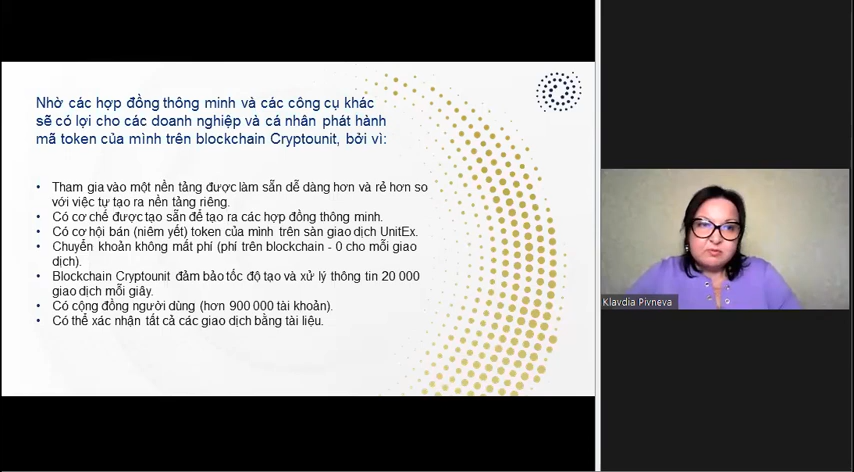 Nhờ các hợp đồng thông minh và các công cụ khác
sẽ có lợi cho các doanh nghiệp và cá nhân phát hành
mã token của mình trên blockchain Cryptounit, bởi vì:
• Tham gia vào một nền tảng được làm sẵn dễ dàng hơn và rẻ hơn so
với việc tự tạo ra nền tảng riêng.
• Có cơ chế được tạo sẵn để tạo ra các hợp đồng thông minh.
• Có cơ hội bán (niêm yết) token của mình trên sàn giao dịch UnitEx.
• Chuyển khoản không mất phí (phí trên blockchain - 0 cho mỗi giao
dịch).
• Blockchain Cryptounit đảm bảo tốc độ tạo và xử lý thông tin 20 000
giao dịch mỗi giây.
• Có cộng đồng người dùng (hơn 900 000 tài khoản).
• Có thể xác nhận tất cả các giao dịch bằng tài liệu.
Klavdia Pivneva